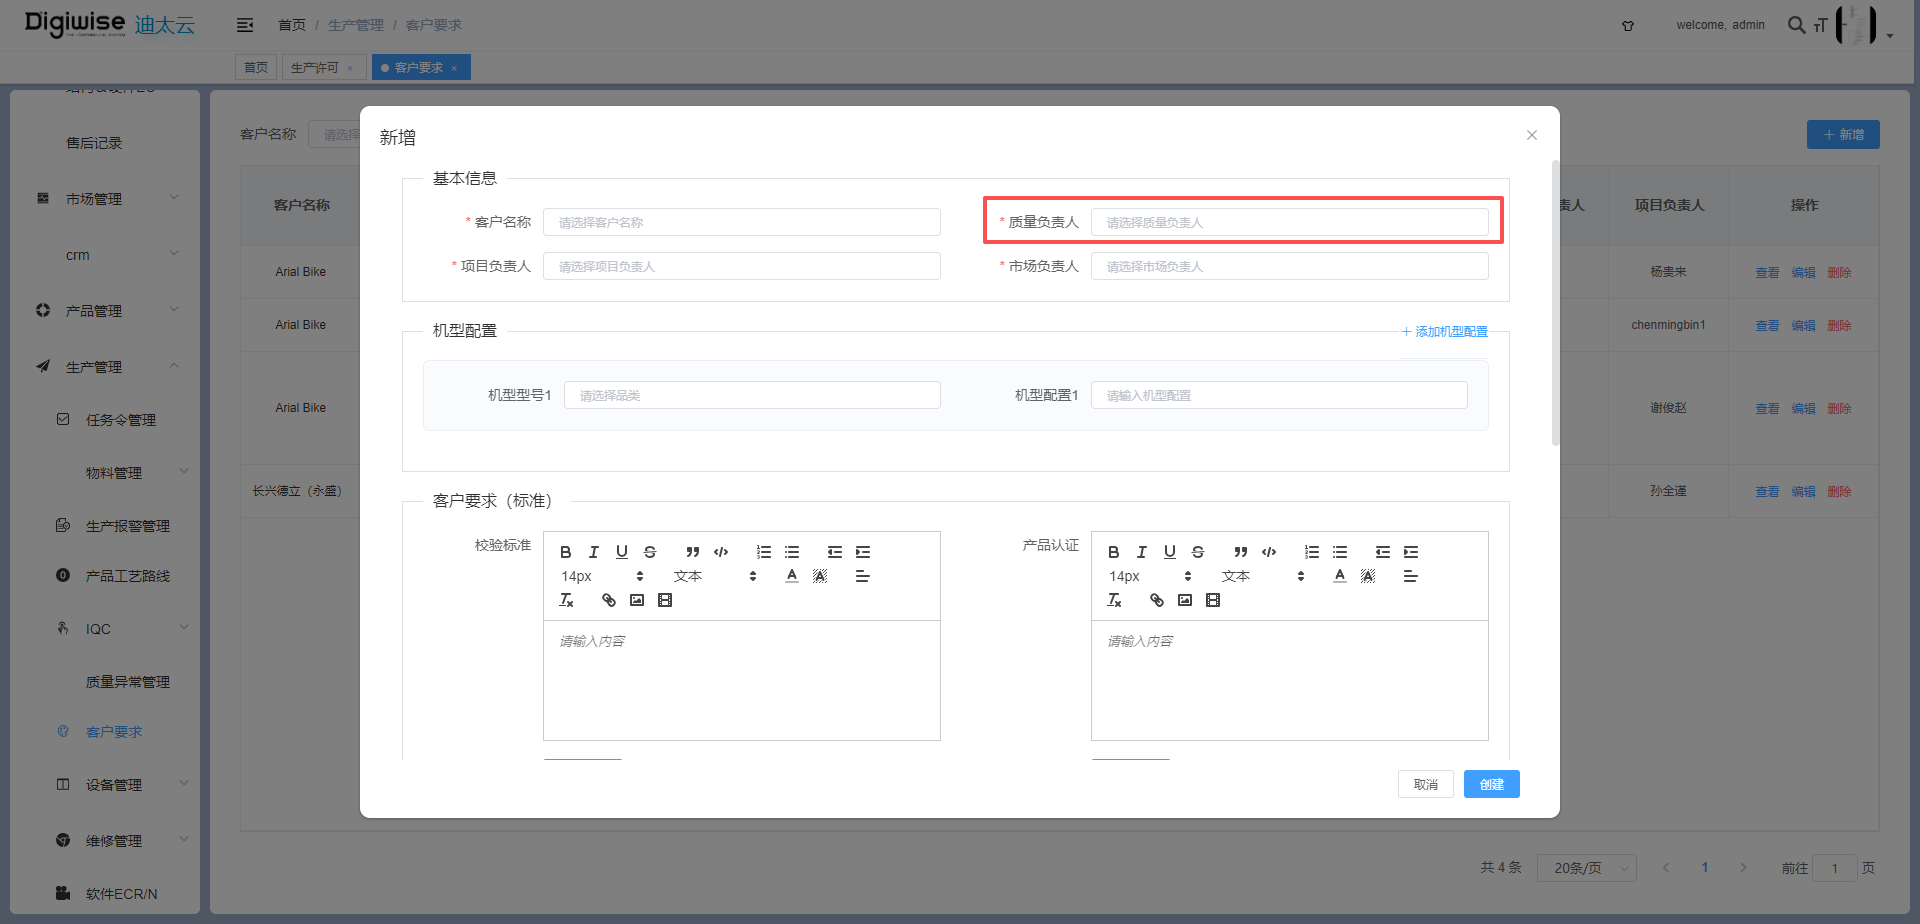 Digiwise 迪太云
首页 / 生产管理 / 客户要求
welcome, admin
首页
生产许可 ×
客户要求 ×
售后记录
市场管理
crm
产品管理
生产管理
任务令管理
物料管理
生产报警管理
产品工艺路线
IQC
质量异常管理
客户要求
设备管理
维修管理
软件ECR/N
客户名称 请选择
+ 新增
客户名称
责人
项目负责人
操作
Arial Bike
杨奥来
查看 编辑 删除
Arial Bike
chenmingbin1
查看 编辑 删除
Arial Bike
谢俊赵
查看 编辑 删除
长兴德立（永盛）
孙全谨
查看 编辑 删除
共 4 条
20条/页
1
前往 1 页
新增
基本信息
* 客户名称 请选择客户名称
* 质量负责人 请选择质量负责人
* 项目负责人 请选择项目负责人
* 市场负责人 请选择市场负责人
机型配置
+ 添加机型配置
机型型号1 请选择品类
机型配置1 请输入机型配置
客户要求（标准）
校验标准
B I U S
14px 文本
请输入内容
产品认证
B I U S
14px 文本
请输入内容
取消
创建